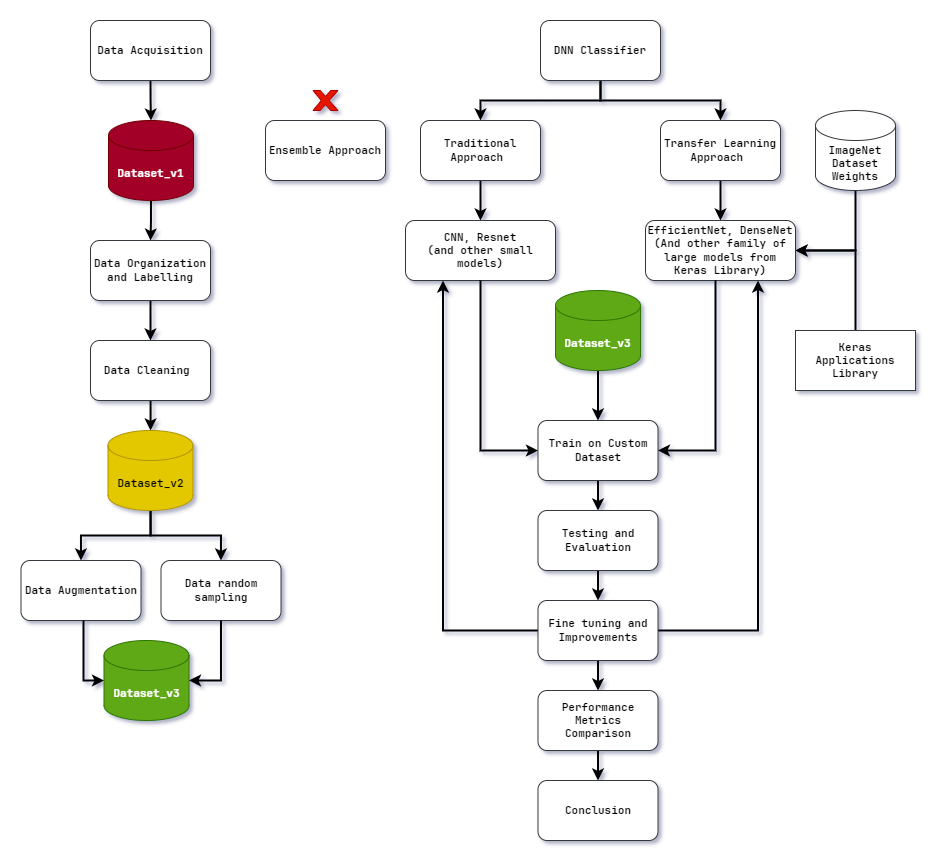 Data Acquisition
Dataset_v1
Data Organization
and Labelling
Data Cleaning
Dataset_v2
Data Augmentation
Data random
sampling
Dataset_v3
Ensemble Approach
DNN Classifier
Traditional
Approach
Transfer Learning
Approach
ImageNet
Dataset
Weights
CNN, Resnet
(and other small
models)
EfficientNet, DenseNet
(And other family of
large models from
Keras Library)
Keras
Applications
Library
Dataset_v3
Train on Custom
Dataset
Testing and
Evaluation
Fine tuning and
Improvements
Performance
Metrics
Comparison
Conclusion